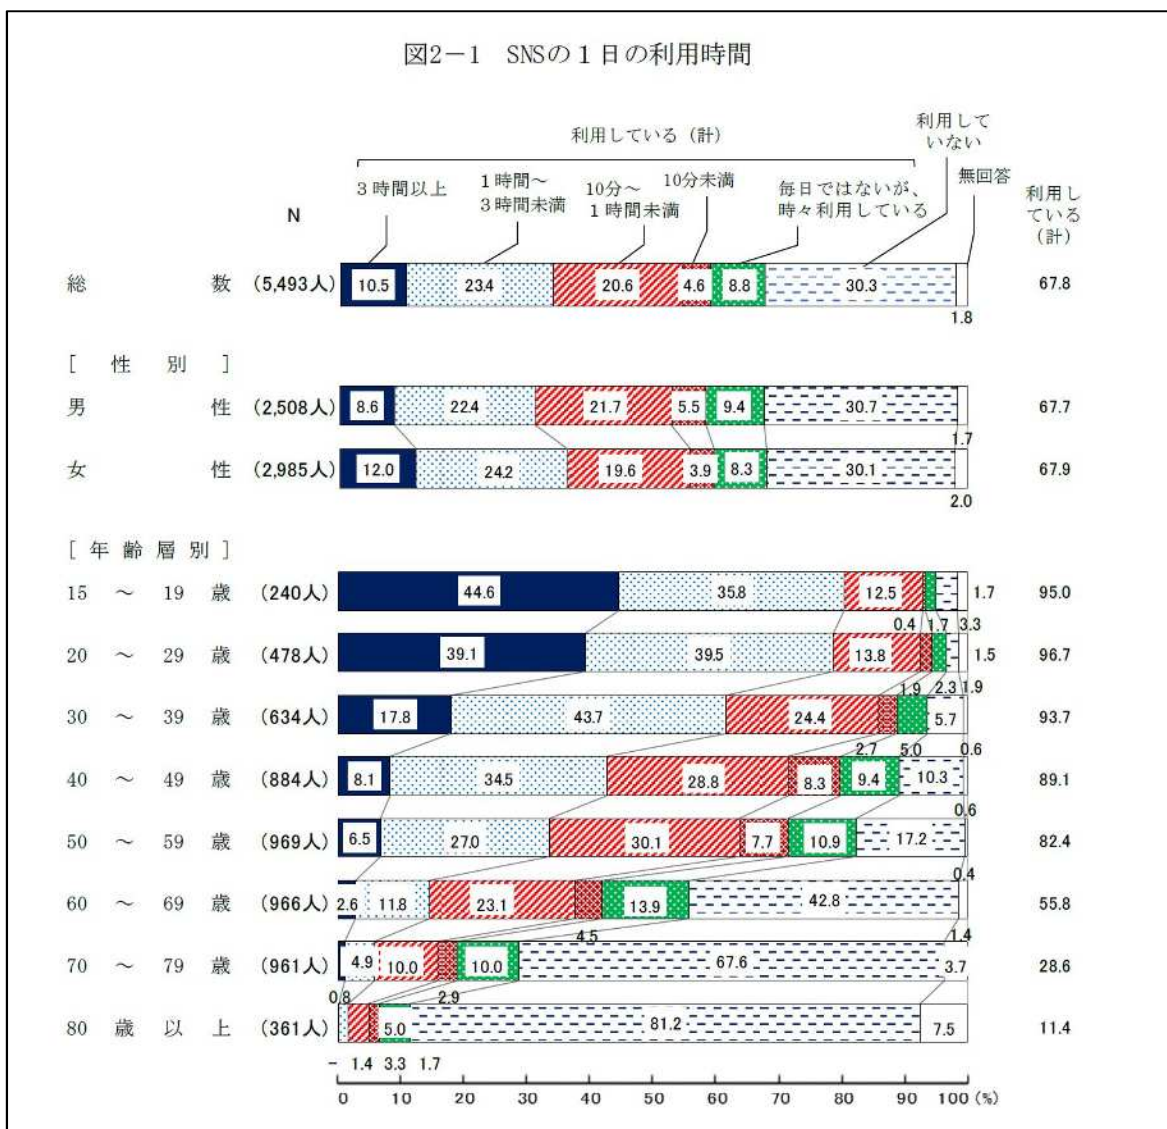 図2-1 SNSの1日の利用時間
利用している（計）
利用して
いない
無回答
利用し
ている
（計）
3時間以上
1時間～
3時間未満
10分～
1時間未満
10分未満
毎日ではないが、
時々利用している
N
総数 (5,493人) 10.5 23.4 20.6 4.6 8.8 30.3 67.8
1.8
[性別]
男性 (2,508人) 8.6 22.4 21.7 5.5 9.4 30.7 67.7
1.7
女性 (2,985人) 12.0 24.2 19.6 3.9 8.3 30.1 67.9
2.0
[年齢層別]
15 ～ 19 歳 (240人) 44.6 35.8 12.5 1.7 95.0
0.4 1.7 3.3
20 ～ 29 歳 (478人) 39.1 39.5 13.8 1.5 96.7
1.9 2.3 1.9
30 ～ 39 歳 (634人) 17.8 43.7 24.4 5.7 93.7
2.7 5.0 0.6
40 ～ 49 歳 (884人) 8.1 34.5 28.8 8.3 9.4 10.3 89.1
0.6
50 ～ 59 歳 (969人) 6.5 27.0 30.1 7.7 10.9 17.2 82.4
0.4
60 ～ 69 歳 (966人) 2.6 11.8 23.1 13.9 42.8 55.8
4.5 1.4
70 ～ 79 歳 (961人) 4.9 10.0 10.0 67.6 3.7 28.6
0.8 2.9
80 歳以上 (361人) 5.0 81.2 7.5 11.4
- 1.4 3.3 1.7
0 10 20 30 40 50 60 70 80 90 100 (%)